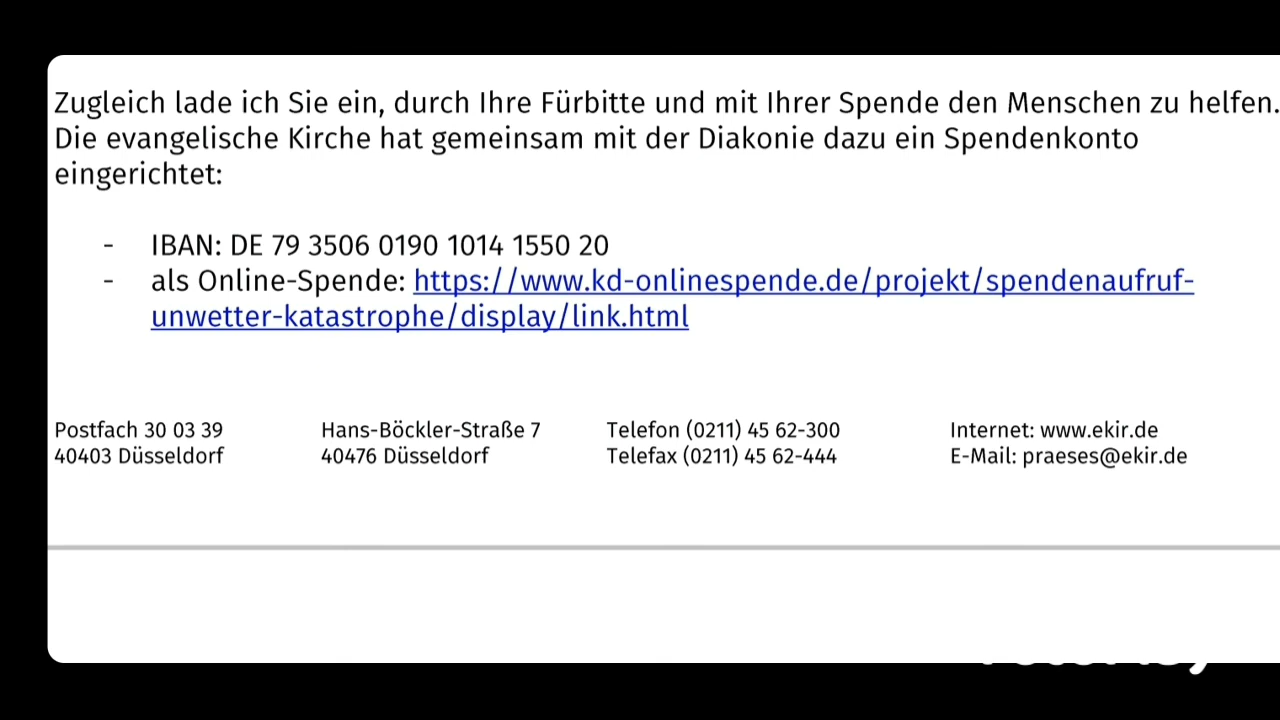 Zugleich lade ich Sie ein, durch Ihre Fürbitte und mit Ihrer Spende den Menschen zu helfen.
Die evangelische Kirche hat gemeinsam mit der Diakonie dazu ein Spendenkonto
eingerichtet:
- IBAN: DE 79 3506 0190 1014 1550 20
- als Online-Spende: https://www.kd-onlinespende.de/projekt/spendenaufruf-
unwetter-katastrophe/display/link.html
Postfach 30 03 39 Hans-Böckler-Straße 7 Telefon (0211) 45 62-300 Internet: www.ekir.de
40403 Düsseldorf 40476 Düsseldorf Telefax (0211) 45 62-444 E-Mail: praeses@ekir.de